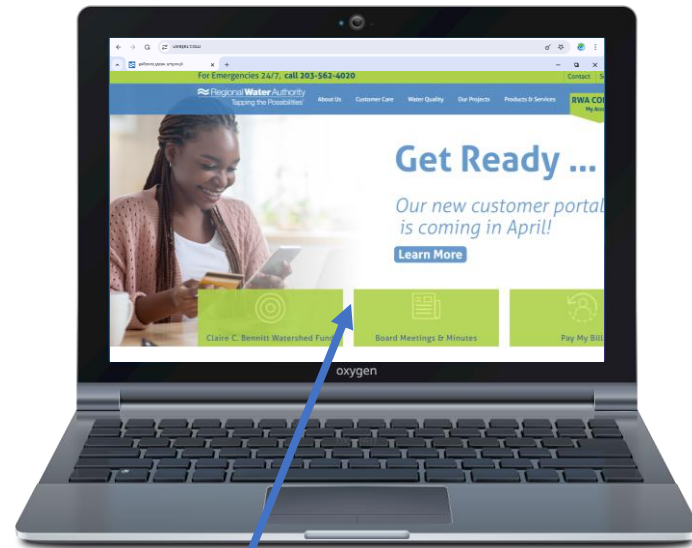 For Emergencies 24/7, call 203-562-4020
Contact
Regional Water Authority
Tapping the Possibilities
About Us Customer Care Water Quality Our Projects Products & Services
RWA
Get Ready ...
Our new customer portal
is coming in April!
Learn More
Claire C. Bennitt Watershed Fund
Board Meetings & Minutes
Pay My Bill
oxygen